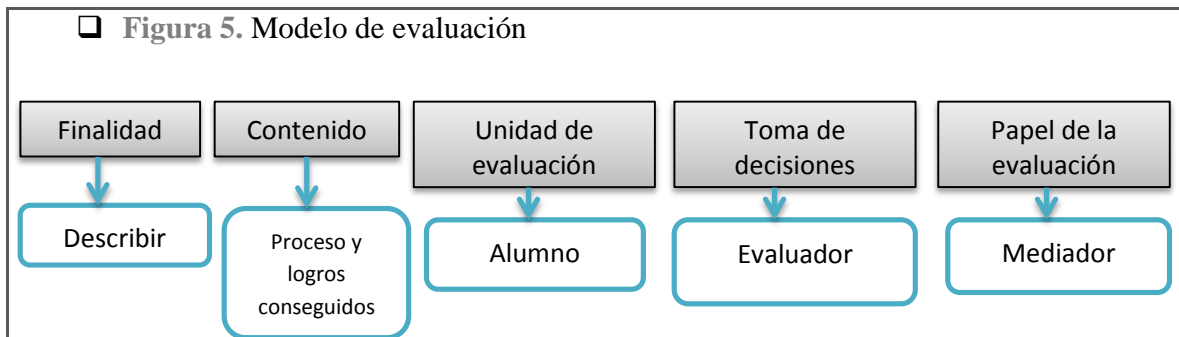 ❑ Figura 5. Modelo de evaluación
Finalidad
Contenido
Unidad de
evaluación
Toma de
decisiones
Papel de la
evaluación
Describir
Proceso y
logros
conseguidos
Alumno
Evaluador
Mediador